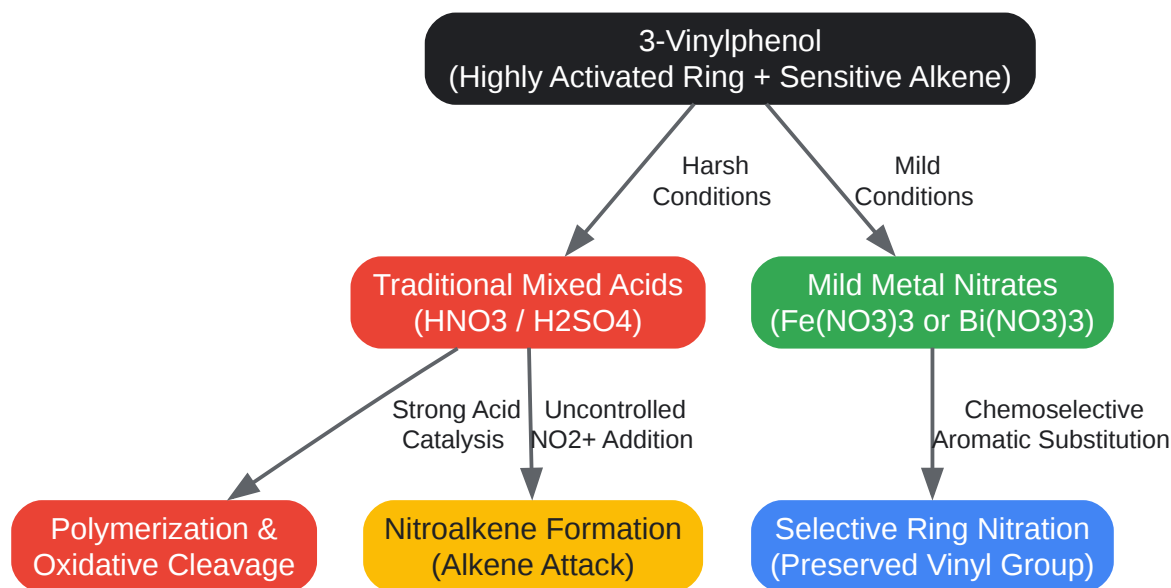 3-Vinylphenol
(Highly Activated Ring + Sensitive Alkene)
Harsh
Conditions
Mild
Conditions
Traditional Mixed Acids
(HNO3 / H2SO4)
Mild Metal Nitrates
(Fe(NO3)3 or Bi(NO3)3)
Strong Acid
Catalysis
Uncontrolled
NO2+ Addition
Chemoselective
Aromatic Substitution
Polymerization &
Oxidative Cleavage
Nitroalkene Formation
(Alkene Attack)
Selective Ring Nitration
(Preserved Vinyl Group)